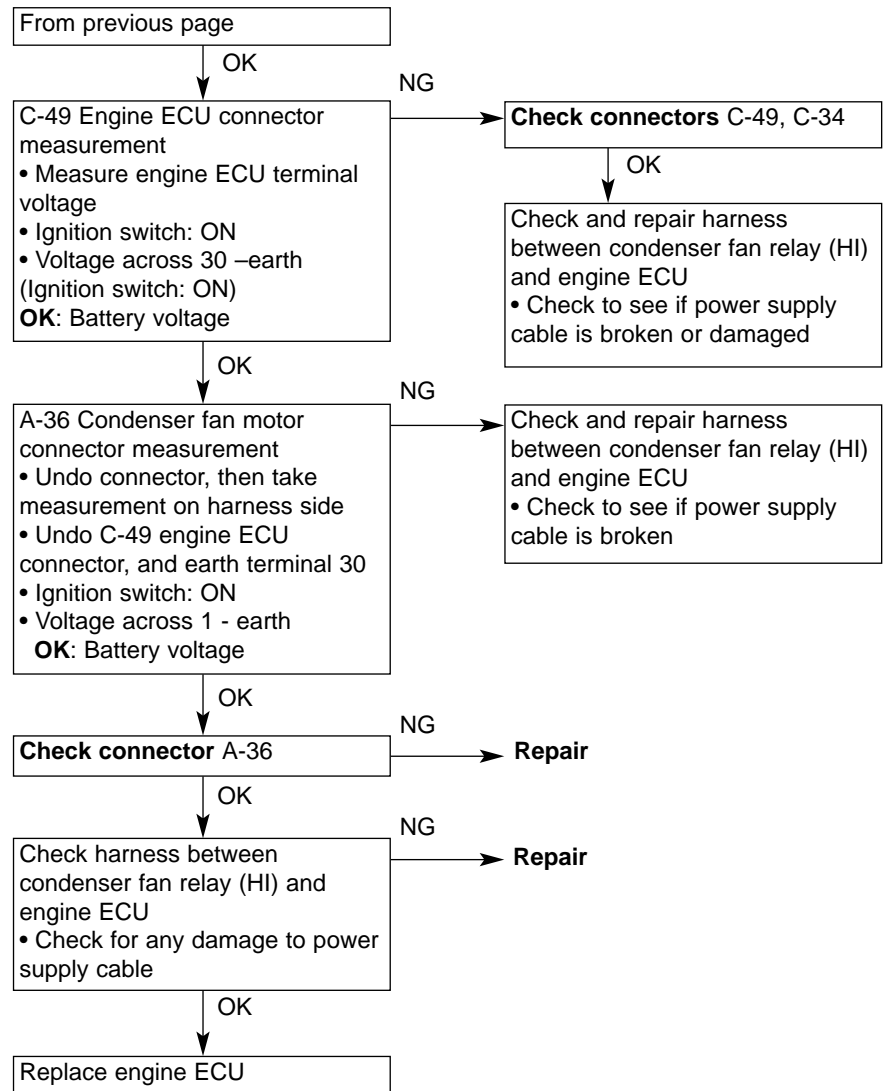 From previous page
OK
NG
C-49 Engine ECU connector
measurement
• Measure engine ECU terminal
voltage
• Ignition switch: ON
• Voltage across 30 –earth
(Ignition switch: ON)
OK: Battery voltage
Check connectors C-49, C-34
OK
Check and repair harness
between condenser fan relay (HI)
and engine ECU
• Check to see if power supply
cable is broken or damaged
OK
NG
A-36 Condenser fan motor
connector measurement
• Undo connector, then take
measurement on harness side
• Undo C-49 engine ECU
connector, and earth terminal 30
• Ignition switch: ON
• Voltage across 1 - earth
OK: Battery voltage
Check and repair harness
between condenser fan relay (HI)
and engine ECU
• Check to see if power supply
cable is broken
OK
NG
Check connector A-36
Repair
OK
NG
Check harness between
condenser fan relay (HI) and
engine ECU
• Check for any damage to power
supply cable
Repair
OK
Replace engine ECU